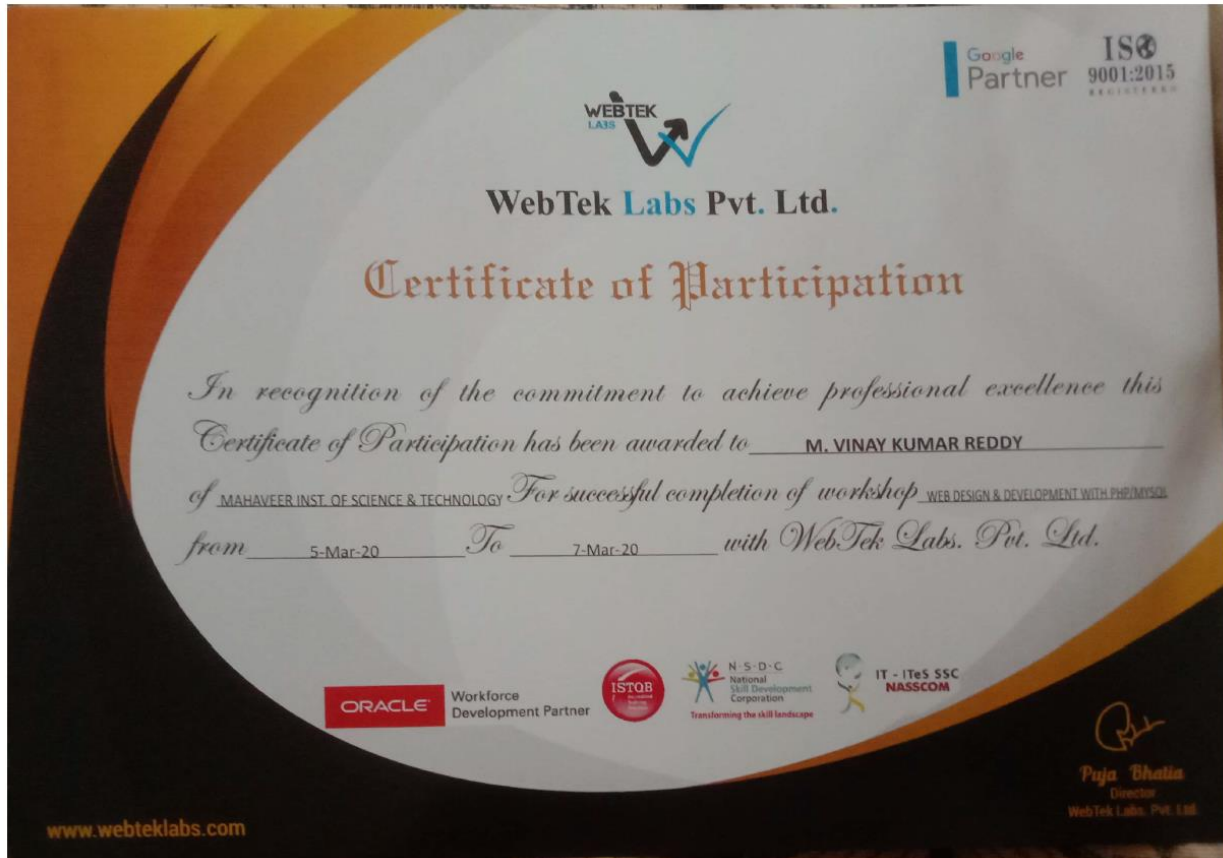 Google
Partner
ISO
9001:2015
REGISTERED
WEBTEK
LABS
WebTek Labs Pvt. Ltd.
Certificate of Participation
In recognition of the commitment to achieve professional excellence this
Certificate of Participation has been awarded to M. VINAY KUMAR REDDY
of MAHAVEER INST. OF SCIENCE & TECHNOLOGY For successful completion of workshop WEB DESIGN & DEVELOPMENT WITH PHP/MYSQL
from 5-Mar-20 To 7-Mar-20 with WebTek Labs. Pvt. Ltd.
ORACLE
Workforce
Development Partner
ISTQB
N·S·D·C
National
Skill Development
Corporation
Transforming the skill landscape
IT - ITeS SSC
NASSCOM
Puja Bhatia
Director
WebTek Labs. Pvt. Ltd.
www.webteklabs.com